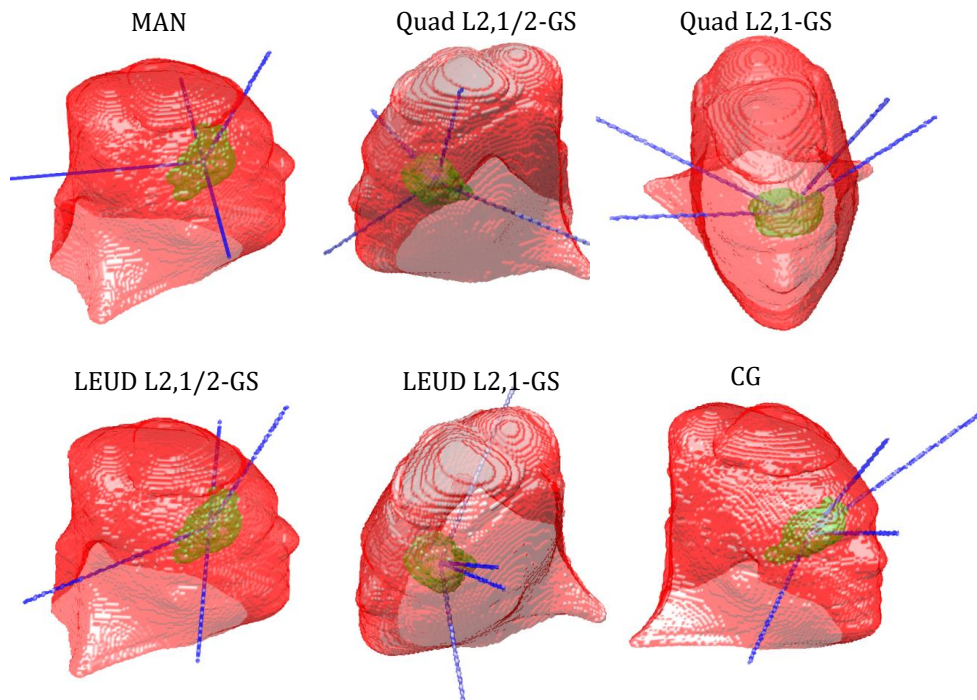 MAN
Quad L2,1/2-GS
Quad L2,1-GS
LEUD L2,1/2-GS
LEUD L2,1-GS
CG